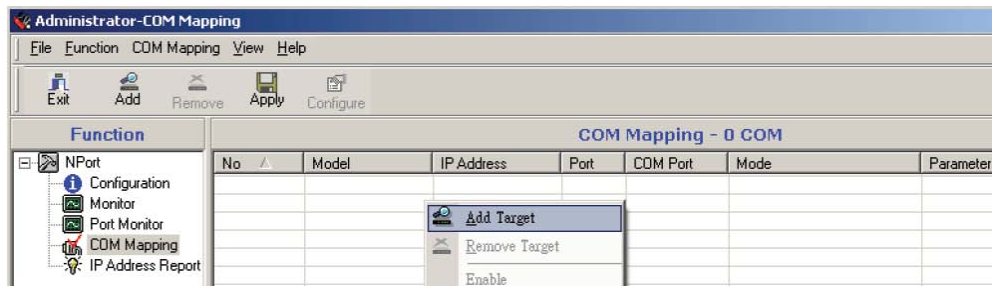 Administrator-COM Mapping
File Function COM Mapping View Help
Exit Add Remove Apply Configure
Function
COM Mapping - 0 COM
No Model IP Address Port COM Port Mode Parameter
NPort
Configuration
Monitor
Port Monitor
COM Mapping
IP Address Report
Add Target
Remove Target
Enable